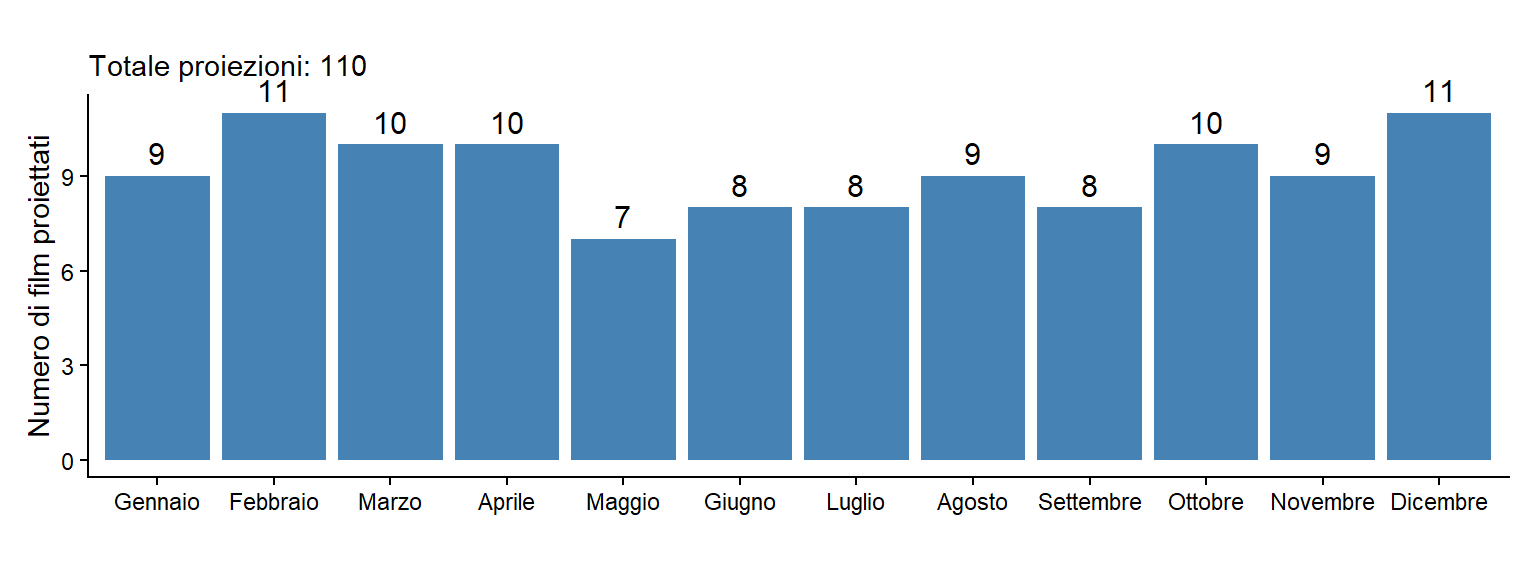 Totale proiezioni: 110
Numero di film proiettati
9
6
3
0
9
11
10
10
7
8
8
9
8
10
9
11
Gennaio
Febbraio
Marzo
Aprile
Maggio
Giugno
Luglio
Agosto
Settembre
Ottobre
Novembre
Dicembre